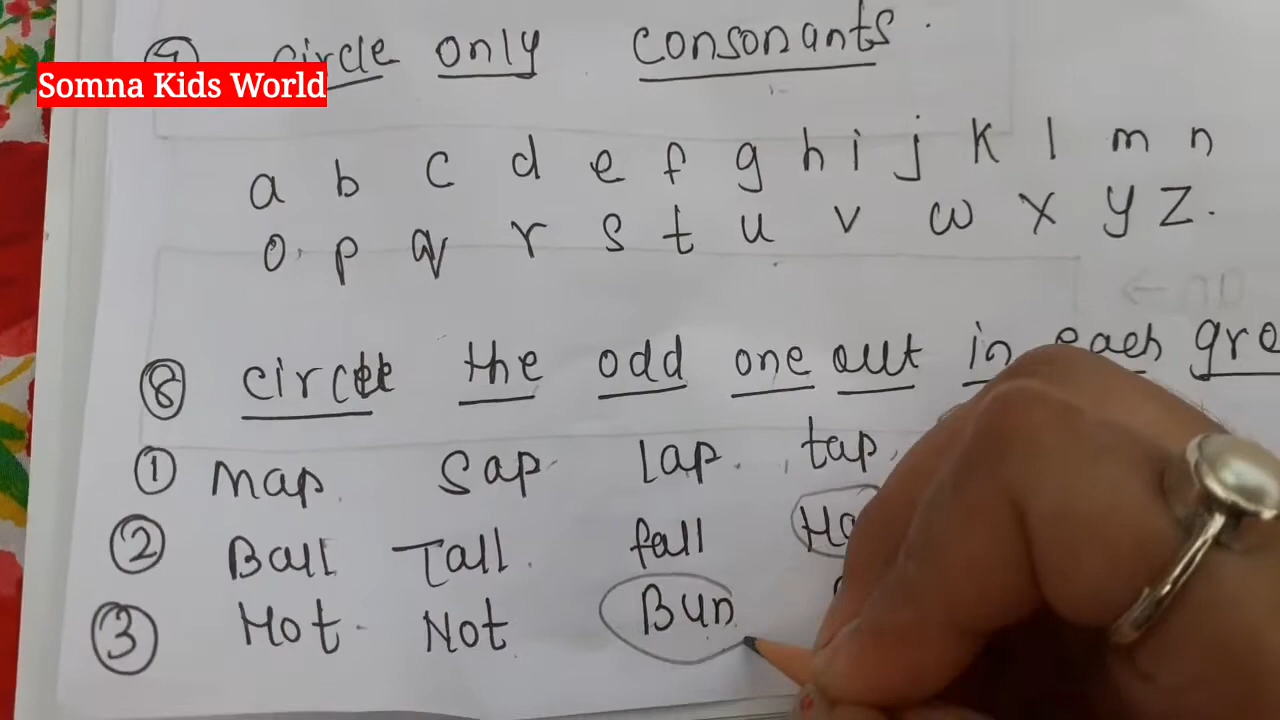 circle only consonants.
Somna Kids World
a b c d e f g h i j k l m n
o. p q r s t u v w x y z.
⑧ circle the odd one out in each
① Map. Sap. lap. tap.
② Ball Tall. fall
③ Hot. Not Bun